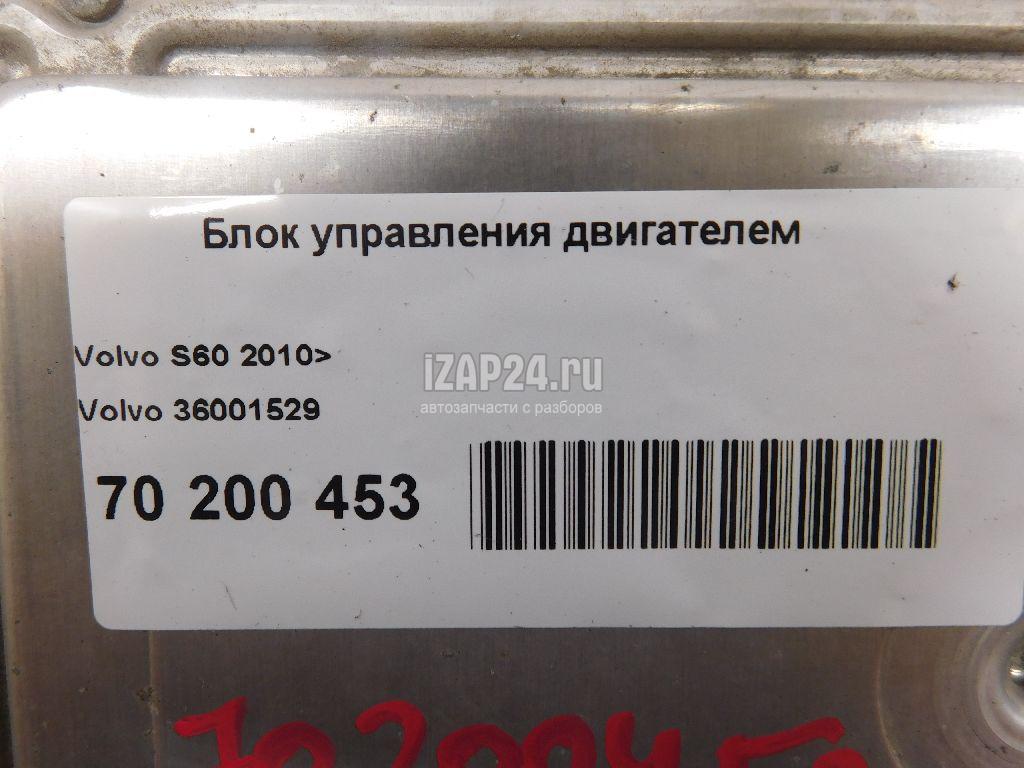 Блок управления двигателем
Volvo S60 2010>
iZAP24.ru
автозапчасти с разборов
Volvo 36001529
70 200 453